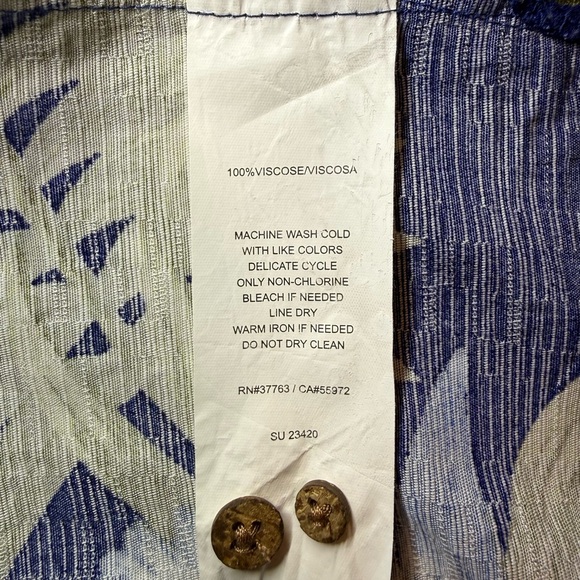 100%VISCOSE/VISCOSA
MACHINE WASH COLD
WITH LIKE COLORS
DELICATE CYCLE
ONLY NON-CHLORINE
BLEACH IF NEEDED
LINE DRY
WARM IRON IF NEEDED
DO NOT DRY CLEAN
RN#37763 / CA#55972
SU 23420